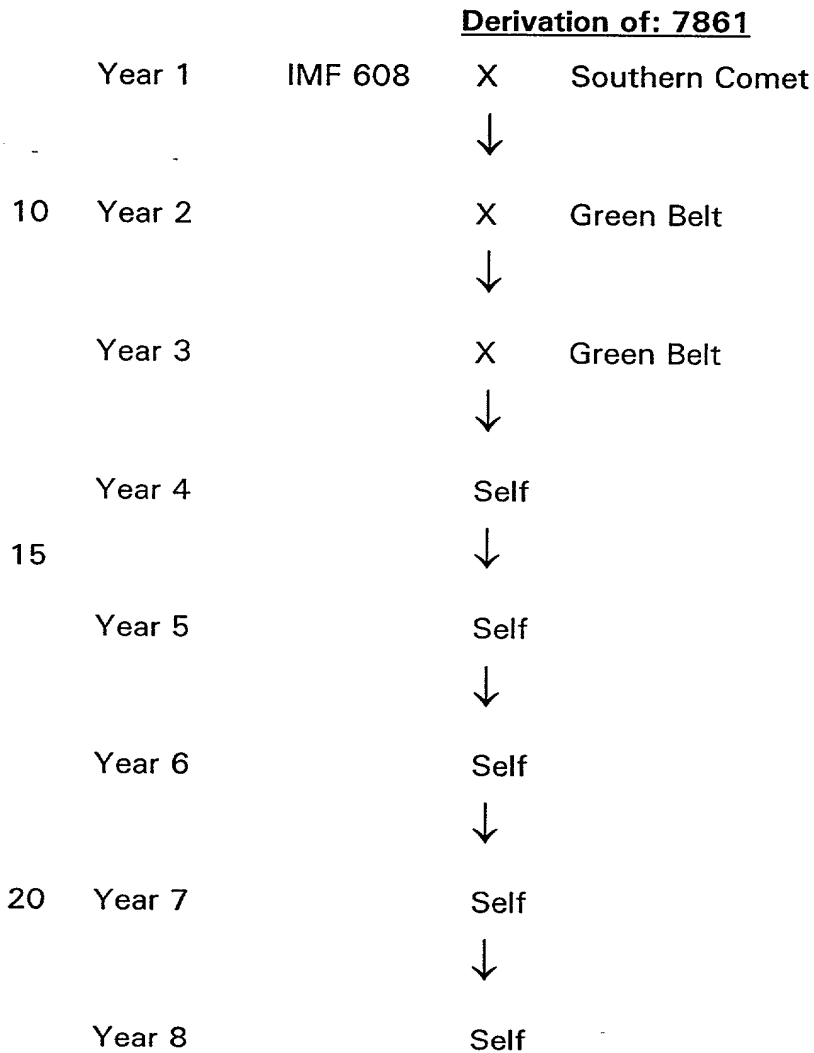 Derivation of: 7861
Year 1 IMF 608 X Southern Comet
↓
10 Year 2 X Green Belt
↓
Year 3 X Green Belt
↓
Year 4 Self
15 ↓
Year 5 Self
↓
Year 6 Self
↓
20 Year 7 Self
↓
Year 8 Self